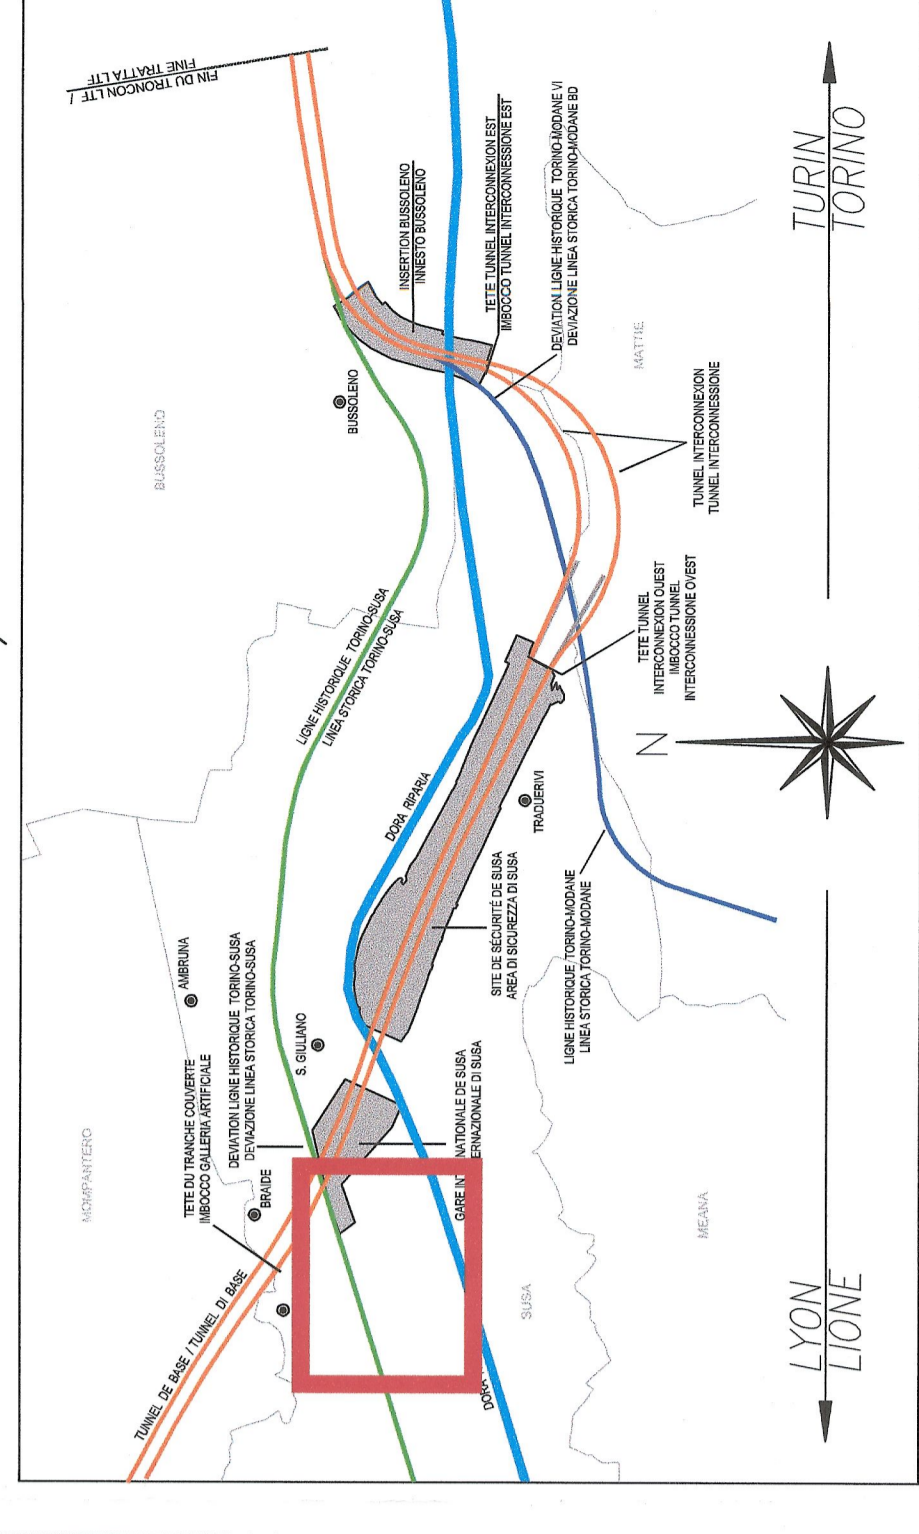 FIN DU TRONCON LTF /
FINE TRATTA LTF
INSERTION BUSSOLENO
INNESTO BUSSOLENO
TETE TUNNEL INTERCONNEXION EST
IMBOCCO TUNNEL INTERCONNESSIONE EST
DEVIATION LIGNE HISTORIQUE TORINO-MODANE VI
DEVIAZIONE LINEA STORICA TORINO-MODANE BD
TURIN
TORINO
BUSSOLENO
BUSSOLENO
MATTIE
TUNNEL INTERCONNEXION
TUNNEL INTERCONNESSIONE
LIGNE HISTORIQUE TORINO-SUSA
LINEA STORICA TORINO-SUSA
TETE TUNNEL
INTERCONNEXION OUEST
IMBOCCO TUNNEL
INTERCONNESSIONE OVEST
N
DORA RIPARIA
TRADUERIVI
SITE DE SÉCURITÉ DE SUSA
AREA DI SICUREZZA DI SUSA
LIGNE HISTORIQUE TORINO-MODANE
LINEA STORICA TORINO-MODANE
AMBRUNA
S. GIULIANO
DEVIATION LIGNE HISTORIQUE TORINO-SUSA
DEVIAZIONE LINEA STORICA TORINO-SUSA
TETE DU TRANCHE COUVERTE
IMBOCCO GALLERIA ARTIFICIALE
MOMPANTERO
BRAIDE
GARE INT NATIONALE DE SUSA
ERNAZIONALE DI SUSA
MEANA
SUSA
TUNNEL DE BASE / TUNNEL DI BASE
DORA
LYON
LIONE